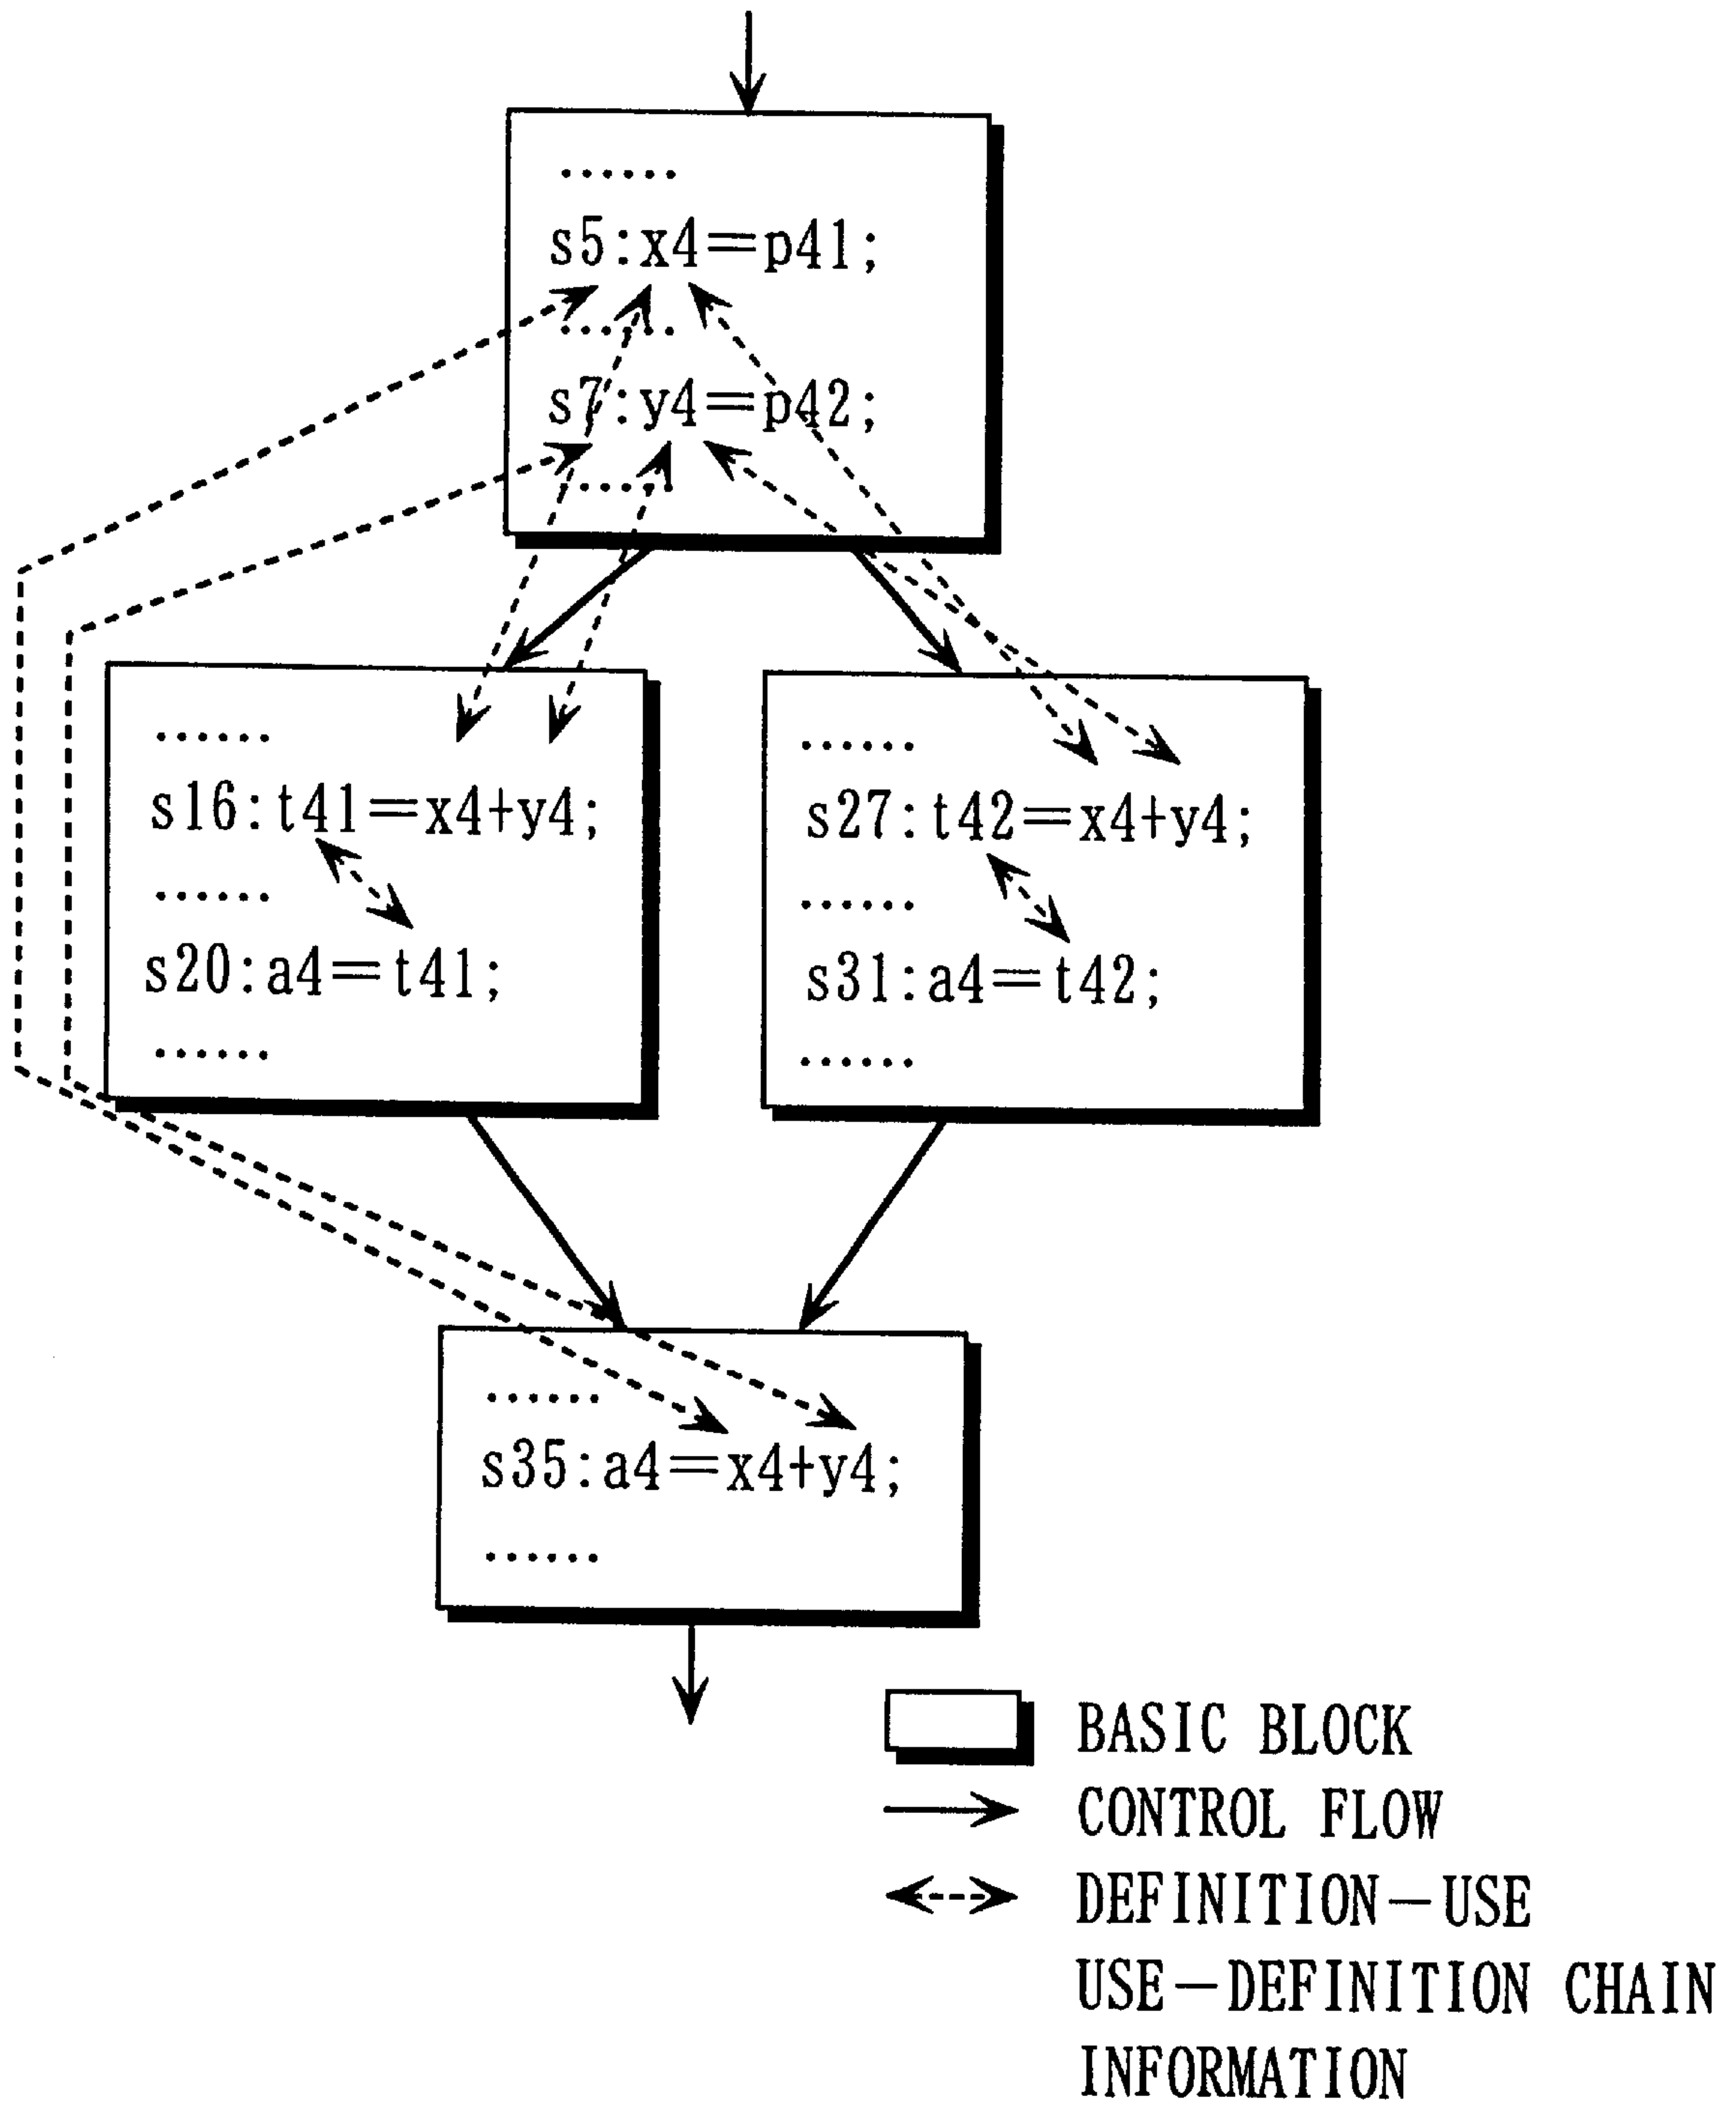 ......
s5:x4=p41;
......
s7:y4=p42;
......
......
s16:t41=x4+y4;
......
s20:a4=t41;
......
......
s27:t42=x4+y4;
......
s31:a4=t42;
......
......
s35:a4=x4+y4;
......
BASIC BLOCK
CONTROL FLOW
DEFINITION-USE
USE-DEFINITION CHAIN
INFORMATION